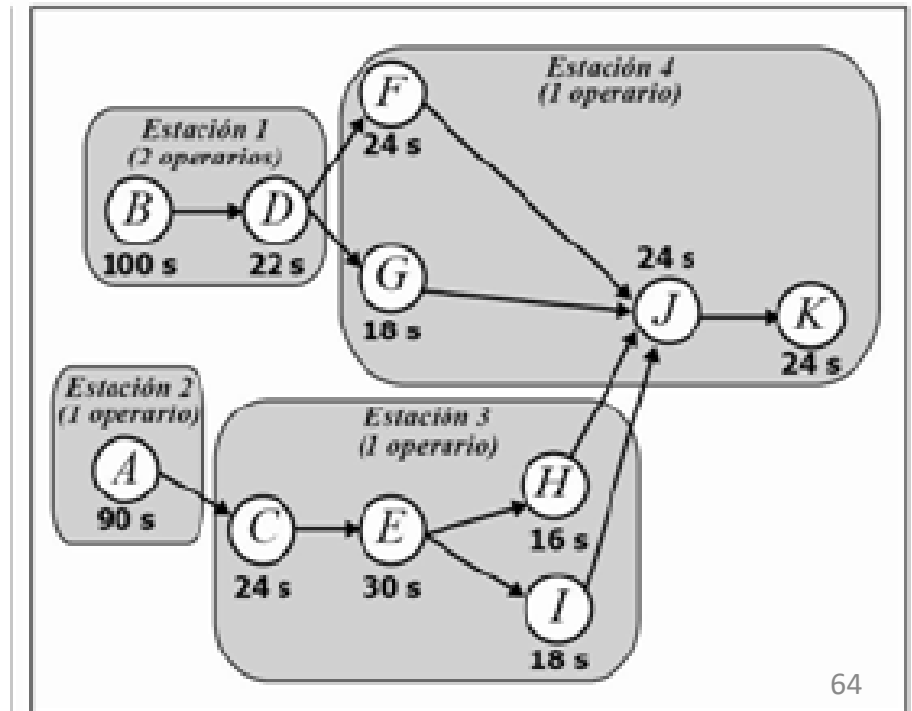 Estación 4
(1 operario)
F
24 s
Estación 1
(2 operarios)
B
100 s
D
22 s
G
18 s
24 s
J
K
24 s
Estación 2
(1 operario)
A
90 s
Estación 3
(1 operario)
C
24 s
E
30 s
H
16 s
I
18 s
64